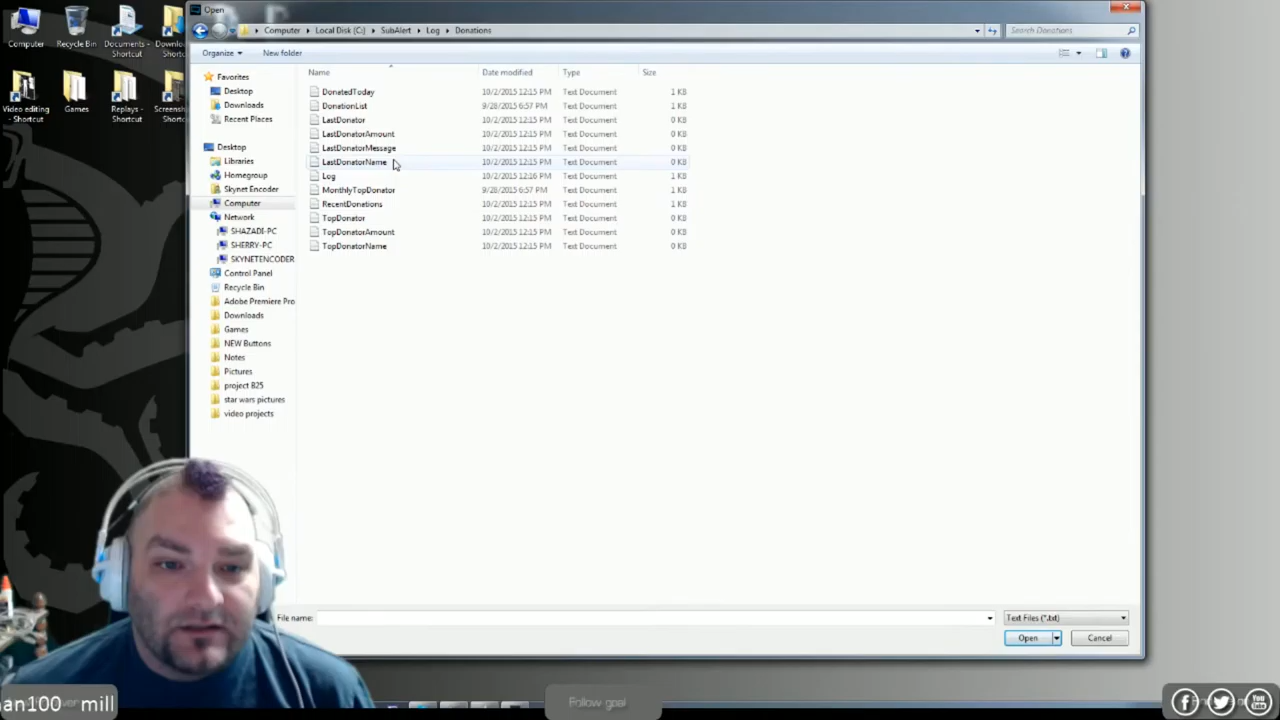 Open
Computer
Recycle Bin
Documents - Shortcut
Downlo
Shortc
Video editing - Shortcut
Games
Replays - Shortcut
Screensh
Shortc
Computer
Local Disk (C:)
SubAlert
Log
Donations
Search Donations
Organize
New folder
Name
Date modified
Type
Size
Favorites
Desktop
Downloads
Recent Places
Desktop
Libraries
Homegroup
Skynet Encoder
Computer
Network
SHAZADI-PC
SHERRY-PC
SKYNETENCODER
Control Panel
Recycle Bin
Adobe Premiere Pro
Downloads
Games
NEW Buttons
Notes
Pictures
project 825
star wars pictures
video projects
DonatedToday 10/2/2015 12:15 PM Text Document 1 KB
DonationList 9/28/2015 6:57 PM Text Document 1 KB
LastDonator 10/2/2015 12:15 PM Text Document 0 KB
LastDonatorAmount 10/2/2015 12:15 PM Text Document 0 KB
LastDonatorMessage 10/2/2015 12:15 PM Text Document 0 KB
LastDonatorName 10/2/2015 12:15 PM Text Document 0 KB
Log 10/2/2015 12:16 PM Text Document 1 KB
MonthlyTopDonator 9/28/2015 6:57 PM Text Document 1 KB
RecentDonations 10/2/2015 12:15 PM Text Document 0 KB
TopDonator 10/2/2015 12:15 PM Text Document 0 KB
TopDonatorAmount 10/2/2015 12:15 PM Text Document 0 KB
TopDonatorName 10/2/2015 12:15 PM Text Document 0 KB
File name:
Text Files (*.txt)
Open
Cancel
an100 mill
Follow goal
You